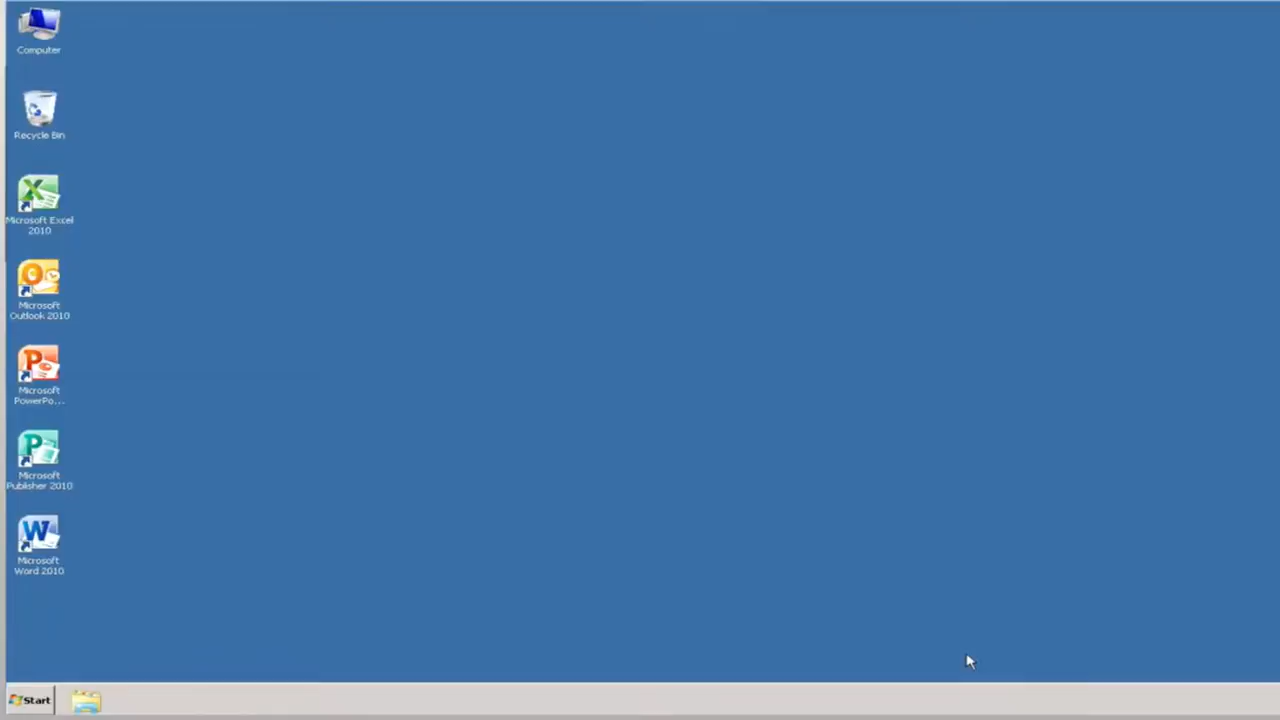 Computer
Recycle Bin
Microsoft Excel
2010
Microsoft
Outlook 2010
Microsoft
PowerPo...
Microsoft
Publisher 2010
Microsoft
Word 2010
Start